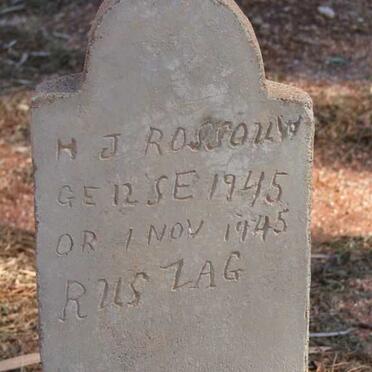 H J ROSSOUW
GE 12 SE 1945
OR 1 NOV 1945
RUS ZAG